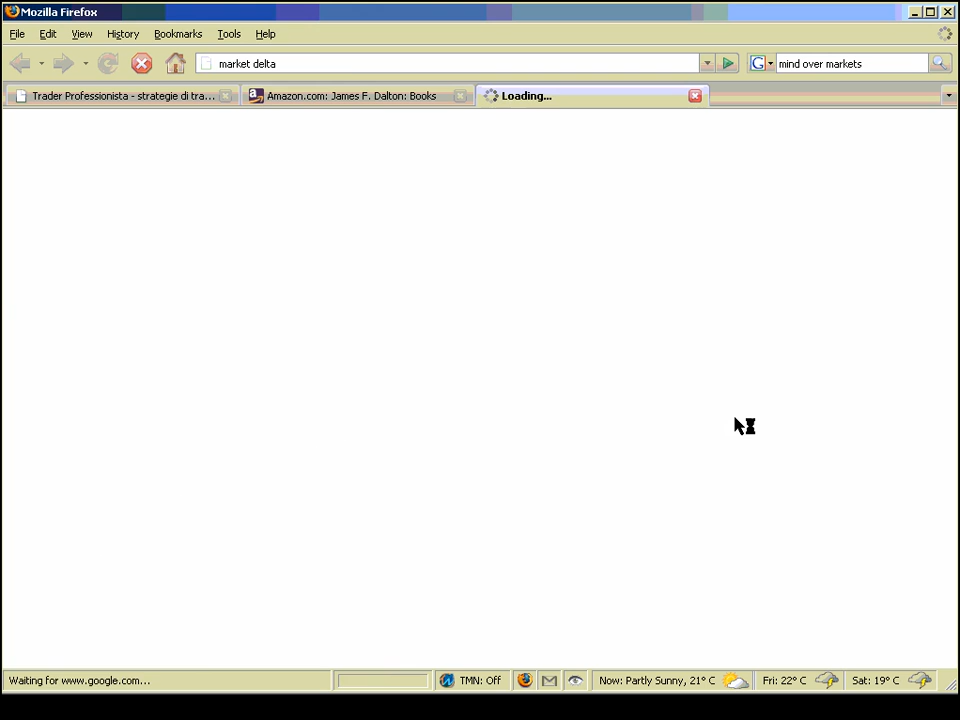 Mozilla Firefox
File Edit View History Bookmarks Tools Help
market delta
G mind over markets
Trader Professionista - strategie di tra... Amazon.com: James F. Dalton: Books Loading...
Waiting for www.google.com... TMN: Off Now: Partly Sunny, 21° C Fri: 22° C Sat: 19° C